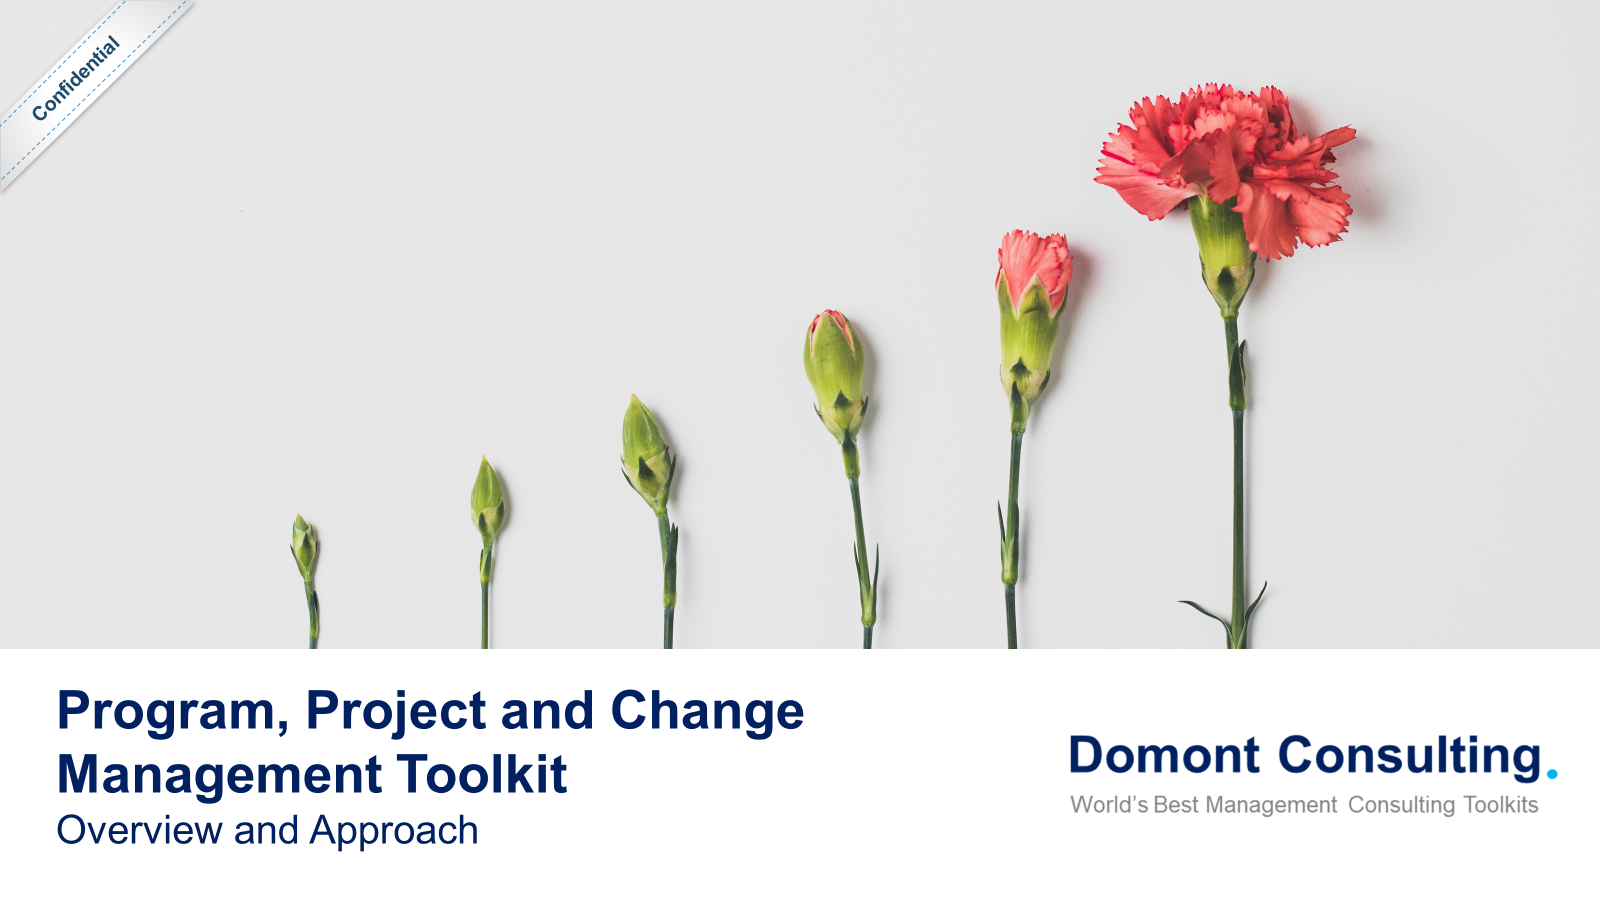 Confidential
Program, Project and Change
Management Toolkit
Overview and Approach
Domont Consulting.
World's Best Management Consulting Toolkits